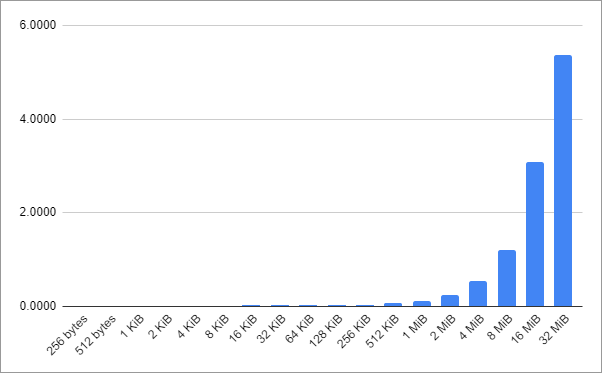 6.0000
4.0000
2.0000
0.0000
256 bytes
512 bytes
1 KiB
2 KiB
4 KiB
8 KiB
16 KiB
32 KiB
64 KiB
128 KiB
256 KiB
512 KiB
1 MiB
2 MiB
4 MiB
8 MiB
16 MiB
32 MiB